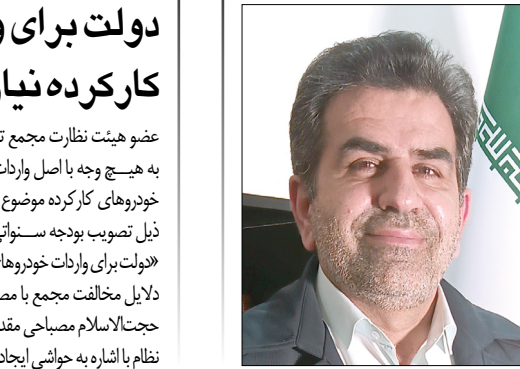 دولت برای و
کارکرده نیا
عضو هیئت نظارت مجمع ت
به هیــچ وجه با اصل واردات
خودروهای کارکرده موضوع
ذیل تصویب بودجه ســنواتی
«دولت برای واردات خودروها
دلایل مخالفت مجمع با مص
حجت‌الاسلام مصباحی مقد
نظام با اشاره به حواشی ایجاد